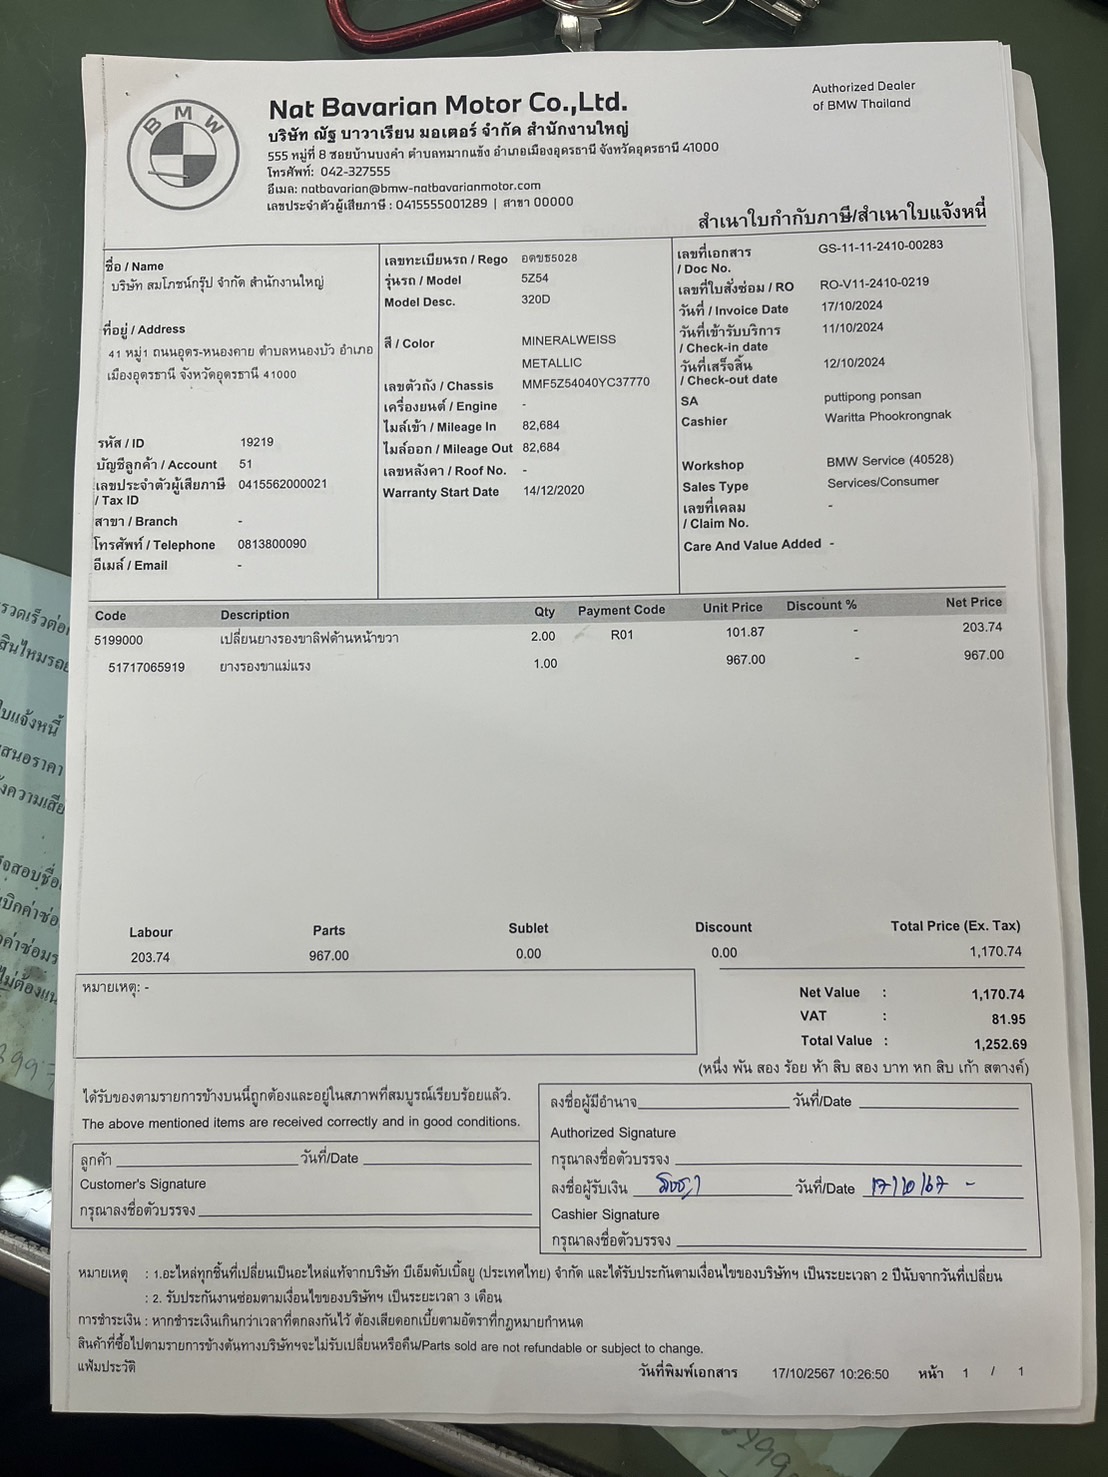 BMW
Nat Bavarian Motor Co.,Ltd.
Authorized Dealer
of BMW Thailand
บริษัท ณัฐ บาวาเรียน มอเตอร์ จำกัด สำนักงานใหญ่
555 หมู่ที่ 8 ซอยบ้านบงคำ ตำบลหมากแข้ง อำเภอเมืองอุดรธานี จังหวัดอุดรธานี 41000
โทรศัพท์: 042-327555
อีเมล: natbavarian@bmw-natbavarianmotor.com
เลขประจำตัวผู้เสียภาษี : 0415555001289 | สาขา 00000
สำเนาใบกำกับภาษี/สำเนาใบแจ้งหนี้
ชื่อ / Name
บริษัท สมโภชน์กรุ๊ป จำกัด สำนักงานใหญ่
ที่อยู่ / Address
41 หมู่1 ถนนอุดร-หนองคาย ตำบลหนองบัว อำเภอ
เมืองอุดรธานี จังหวัดอุดรธานี 41000
รหัส / ID 19219
บัญชีลูกค้า / Account 51
เลขประจำตัวผู้เสียภาษี 0415562000021
/ Tax ID
สาขา / Branch -
โทรศัพท์ / Telephone 0813800090
อีเมล์ / Email -
เลขทะเบียนรถ / Rego อดขธ5028
รุ่นรถ / Model 5Z54
Model Desc. 320D
สี / Color MINERALWEISS
METALLIC
เลขตัวถัง / Chassis MMF5Z54040YC37770
เครื่องยนต์ / Engine -
ไมล์เข้า / Mileage In 82,684
ไมล์ออก / Mileage Out 82,684
เลขหลังคา / Roof No. -
Warranty Start Date 14/12/2020
เลขที่เอกสาร GS-11-11-2410-00283
/ Doc No.
เลขที่ใบสั่งซ่อม / RO RO-V11-2410-0219
วันที่ / Invoice Date 17/10/2024
วันที่เข้ารับบริการ 11/10/2024
/ Check-in date
วันที่เสร็จสิ้น 12/10/2024
/ Check-out date
SA puttipong ponsan
Cashier Waritta Phookrongnak
Workshop BMW Service (40528)
Sales Type Services/Consumer
เลขที่เคลม -
/ Claim No.
Care And Value Added -
Code Description Qty Payment Code Unit Price Discount % Net Price
5199000 เปลี่ยนยางรองขาลิฟด้านหน้าขวา 2.00 R01 101.87 - 203.74
51717065919 ยางรองขาแม่แรง 1.00 967.00 - 967.00
Labour Parts Sublet Discount Total Price (Ex. Tax)
203.74 967.00 0.00 0.00 1,170.74
หมายเหตุ: -
Net Value : 1,170.74
VAT : 81.95
Total Value : 1,252.69
(หนึ่ง พัน สอง ร้อย ห้า สิบ สอง บาท หก สิบ เก้า สตางค์)
ได้รับของตามรายการข้างบนนี้ถูกต้องและอยู่ในสภาพที่สมบูรณ์เรียบร้อยแล้ว.
The above mentioned items are received correctly and in good conditions.
ลูกค้า วันที่/Date
Customer's Signature
กรุณาลงชื่อตัวบรรจง
ลงชื่อผู้มีอำนาจ วันที่/Date
Authorized Signature
กรุณาลงชื่อตัวบรรจง
ลงชื่อผู้รับเงิน วันที่/Date 17/10/67 -
Cashier Signature
กรุณาลงชื่อตัวบรรจง
หมายเหตุ : 1.อะไหล่ทุกชิ้นที่เปลี่ยนเป็นอะไหล่แท้จากบริษัท บีเอ็มดับเบิ้ลยู (ประเทศไทย) จำกัด และได้รับประกันตามเงื่อนไขของบริษัทฯ เป็นระยะเวลา 2 ปีนับจากวันที่เปลี่ยน
: 2. รับประกันงานซ่อมตามเงื่อนไขของบริษัทฯ เป็นระยะเวลา 3 เดือน
การชำระเงิน : หากชำระเงินเกินกว่าเวลาที่ตกลงกันไว้ ต้องเสียดอกเบี้ยตามอัตราที่กฎหมายกำหนด
สินค้าที่ซื้อไปตามรายการข้างต้นทางบริษัทฯจะไม่รับเปลี่ยนหรือคืน/Parts sold are not refundable or subject to change.
แฟ้มประวัติ
วันที่พิมพ์เอกสาร 17/10/2567 10:26:50 หน้า 1 / 1